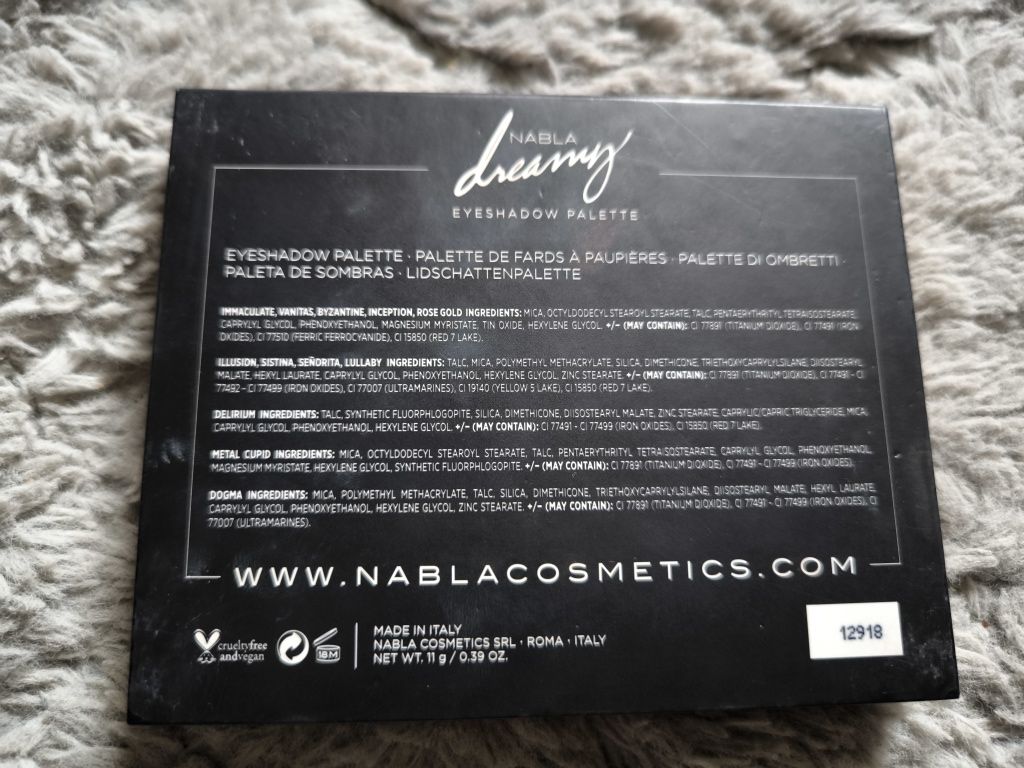 NABLA
dreamy
EYESHADOW PALETTE
EYESHADOW PALETTE · PALETTE DE FARDS À PAUPIÈRES · PALETTE DI OMBRETTI ·
PALETA DE SOMBRAS · LIDSCHATTENPALETTE
IMMACULATE, VANITAS, BYZANTINE, INCEPTION, ROSE GOLD INGREDIENTS: MICA, OCTYLDODECYL STEAROYL STEARATE, TALC, PENTAERYTHRITYL TETRAISOSTEARATE,
CAPRYLYL GLYCOL, PHENOXYETHANOL, MAGNESIUM MYRISTATE, TIN OXIDE, HEXYLENE GLYCOL. +/- (MAY CONTAIN): CI 77891 (TITANIUM DIOXIDE), CI 77491 (IRON
OXIDES), CI 77510 (FERRIC FERROCYANIDE), CI 15850 (RED 7 LAKE).
ILLUSION, SISTINA, SEÑORITA, LULLABY INGREDIENTS: TALC, MICA, POLYMETHYL METHACRYLATE, SILICA, DIMETHICONE, TRIETHOXYCAPRYLYLSILANE, DIISOSTEARYL
MALATE, HEXYL LAURATE, CAPRYLYL GLYCOL, PHENOXYETHANOL, HEXYLENE GLYCOL, ZINC STEARATE. +/- (MAY CONTAIN): CI 77891 (TITANIUM DIOXIDE), CI 77491 - CI
77492 - CI 77499 (IRON OXIDES), CI 77007 (ULTRAMARINES), CI 19140 (YELLOW 5 LAKE), CI 15850 (RED 7 LAKE).
DELIRIUM INGREDIENTS: TALC, SYNTHETIC FLUORPHLOGOPITE, SILICA, DIMETHICONE, DIISOSTEARYL MALATE, ZINC STEARATE, CAPRYLIC/CAPRIC TRIGLYCERIDE, MICA,
CAPRYLYL GLYCOL, PHENOXYETHANOL, HEXYLENE GLYCOL. +/- (MAY CONTAIN): CI 77491 - CI 77499 (IRON OXIDES), CI 15850 (RED 7 LAKE).
METAL CUPID INGREDIENTS: MICA, OCTYLDODECYL STEAROYL STEARATE, TALC, PENTAERYTHRITYL TETRAISOSTEARATE, CAPRYLYL GLYCOL, PHENOXYETHANOL,
MAGNESIUM MYRISTATE, HEXYLENE GLYCOL, SYNTHETIC FLUORPHLOGOPITE. +/- (MAY CONTAIN): CI 77891 (TITANIUM DIOXIDE), CI 77491 - CI 77499 (IRON OXIDES).
DOGMA INGREDIENTS: MICA, POLYMETHYL METHACRYLATE, TALC, SILICA, DIMETHICONE, TRIETHOXYCAPRYLYLSILANE, DIISOSTEARYL MALATE, HEXYL LAURATE,
CAPRYLYL GLYCOL, PHENOXYETHANOL, HEXYLENE GLYCOL, ZINC STEARATE. +/- (MAY CONTAIN): CI 77891 (TITANIUM DIOXIDE), CI 77491 - CI 77499 (IRON OXIDES), CI
77007 (ULTRAMARINES).
WWW.NABLACOSMETICS.COM
crueltyfree
andvegan
18M
MADE IN ITALY
NABLA COSMETICS SRL · ROMA · ITALY
NET WT. 11 g / 0.39 OZ.
12918